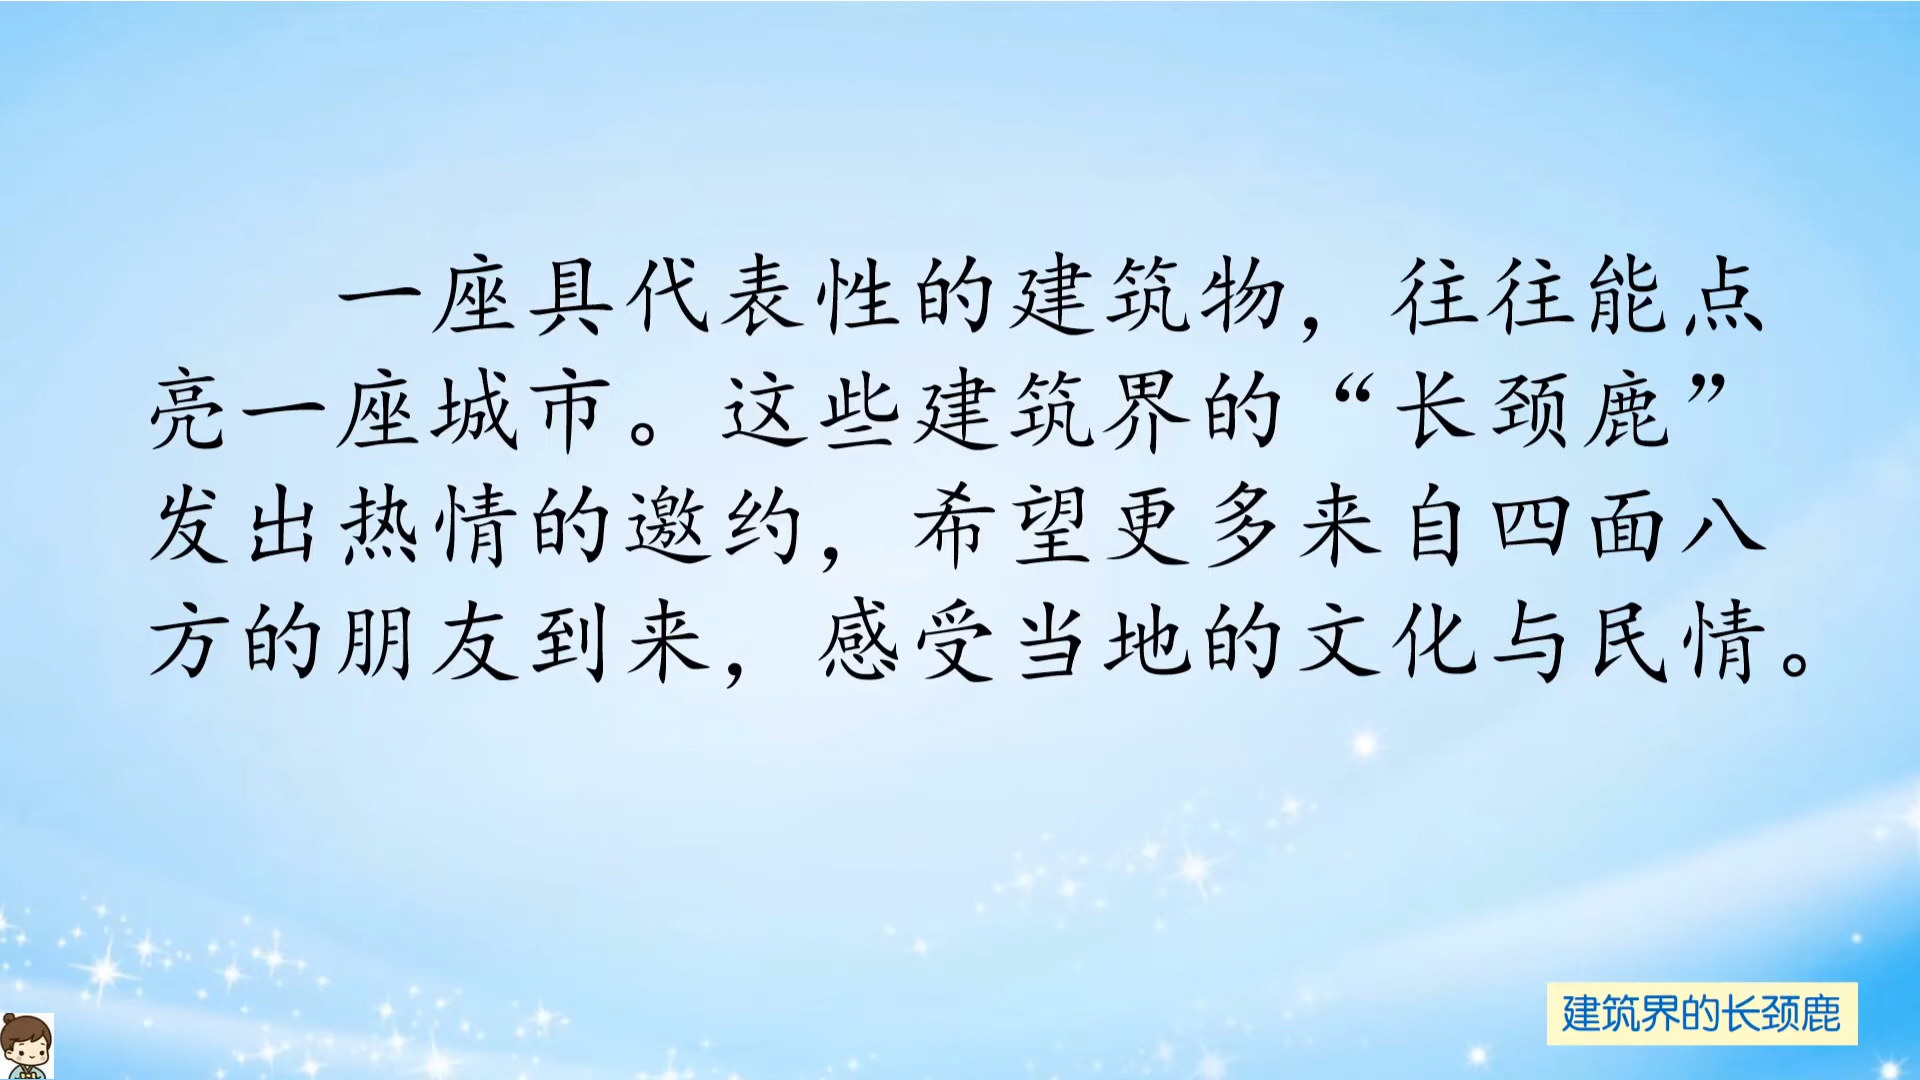 一座具代表性的建筑物，往往能点
亮一座城市。这些建筑界的“长颈鹿”
发出热情的邀约，希望更多来自四面八
方的朋友到来，感受当地的文化与民情。
建筑界的长颈鹿